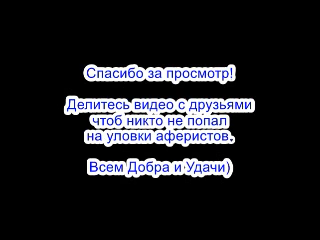 Спасибо за просмотр!
Делитесь видео с друзьями
чтоб никто не попал
на уловки аферистов.
Всем Добра и Удачи)